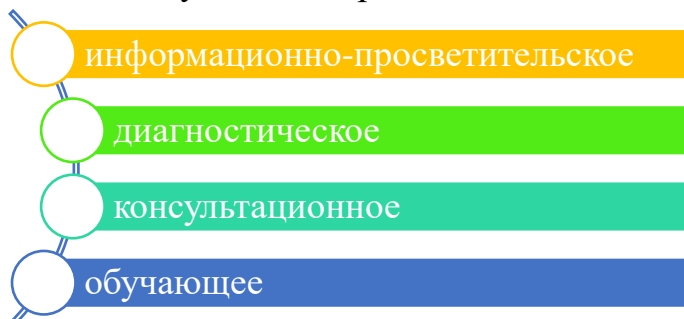 информационно-просветительское
диагностическое
консультационное
обучающее